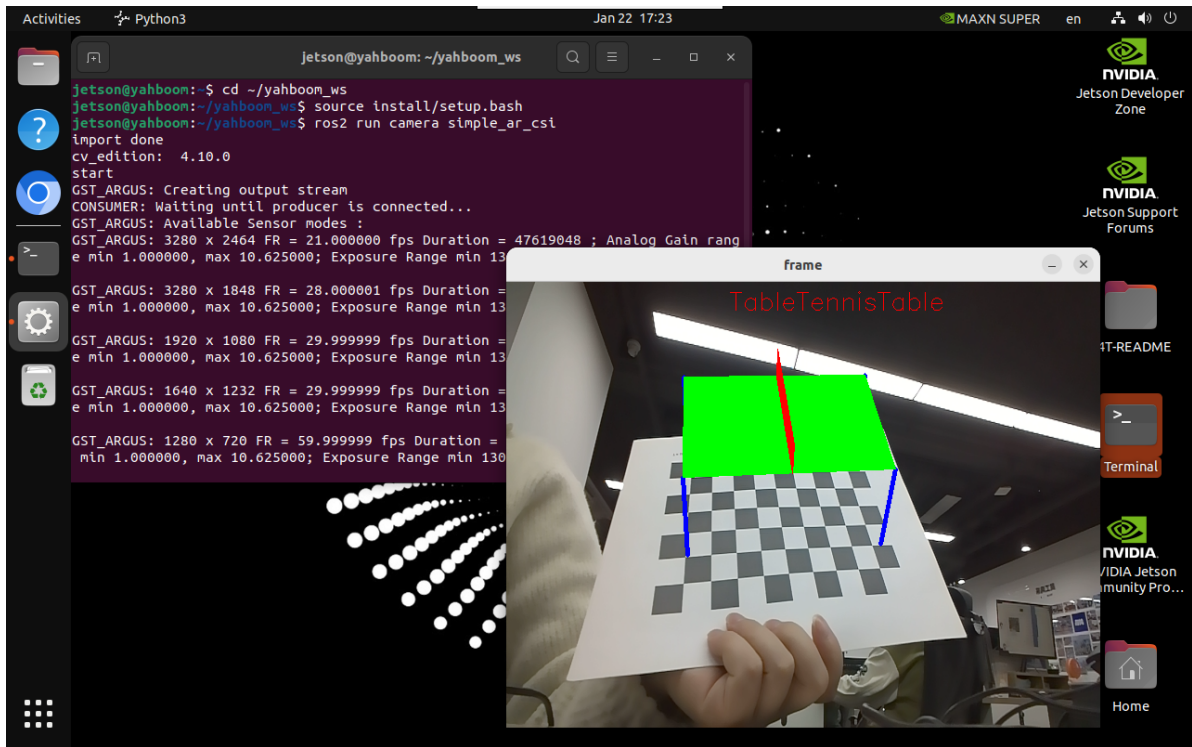 Activities
Python3
Jan 22 17:23
MAXN SUPER
en
jetson@yahboom: ~/yahboom_ws
jetson@yahboom:~$ cd ~/yahboom_ws
jetson@yahboom:~/yahboom_ws$ source install/setup.bash
jetson@yahboom:~/yahboom_ws$ ros2 run camera simple_ar_csi
import done
cv_edition:  4.10.0
start
GST_ARGUS: Creating output stream
CONSUMER: Waiting until producer is connected...
GST_ARGUS: Available Sensor modes :
GST_ARGUS: 3280 x 2464 FR = 21.000000 fps Duration = 47619048 ; Analog Gain rang
e min 1.000000, max 10.625000; Exposure Range min 13
GST_ARGUS: 3280 x 1848 FR = 28.000001 fps Duration =
e min 1.000000, max 10.625000; Exposure Range min 13
GST_ARGUS: 1920 x 1080 FR = 29.999999 fps Duration =
e min 1.000000, max 10.625000; Exposure Range min 13
GST_ARGUS: 1640 x 1232 FR = 29.999999 fps Duration =
e min 1.000000, max 10.625000; Exposure Range min 13
GST_ARGUS: 1280 x 720 FR = 59.999999 fps Duration =
 min 1.000000, max 10.625000; Exposure Range min 130
frame
TableTennisTable
NVIDIA.
Jetson Developer
Zone
NVIDIA.
Jetson Support
Forums
4T-README
>_
Terminal
NVIDIA.
VIDIA Jetson
munity Pro...
Home